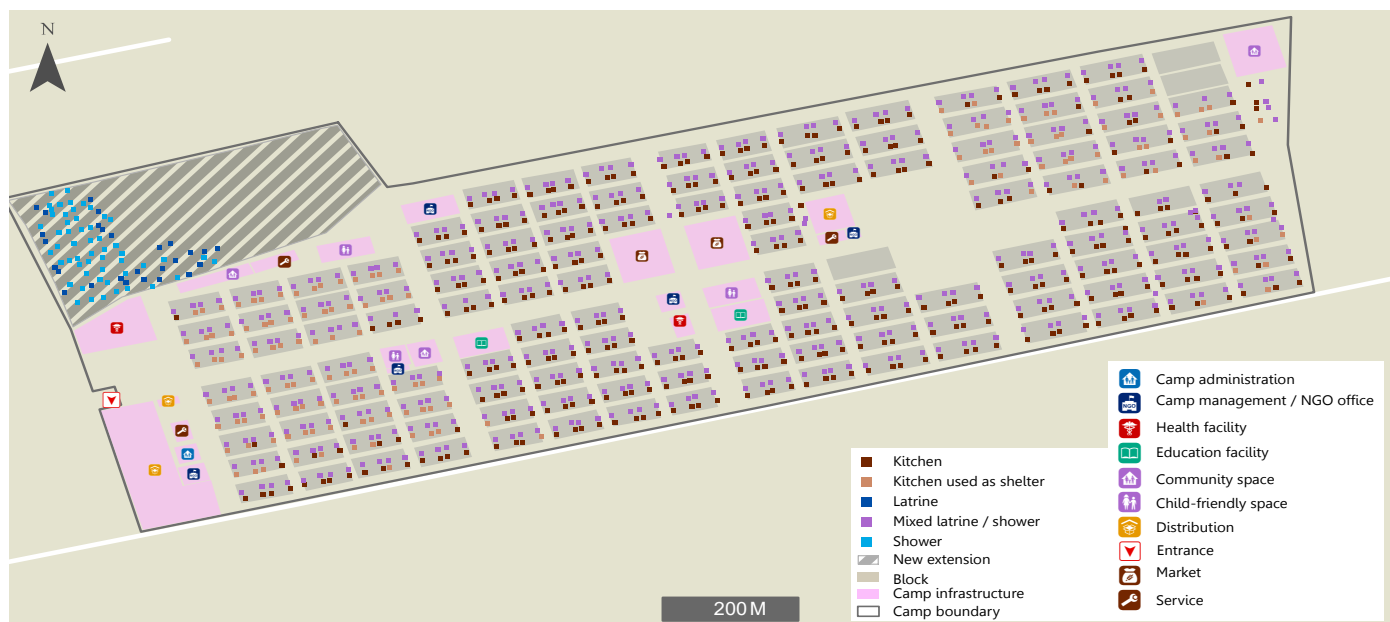 N
Camp administration
Camp management / NGO office
NGO
Health facility
Education facility
Community space
Child-friendly space
Distribution
Entrance
Market
Service
Kitchen
Kitchen used as shelter
Latrine
Mixed latrine / shower
Shower
New extension
Block
Camp infrastructure
Camp boundary
200 M